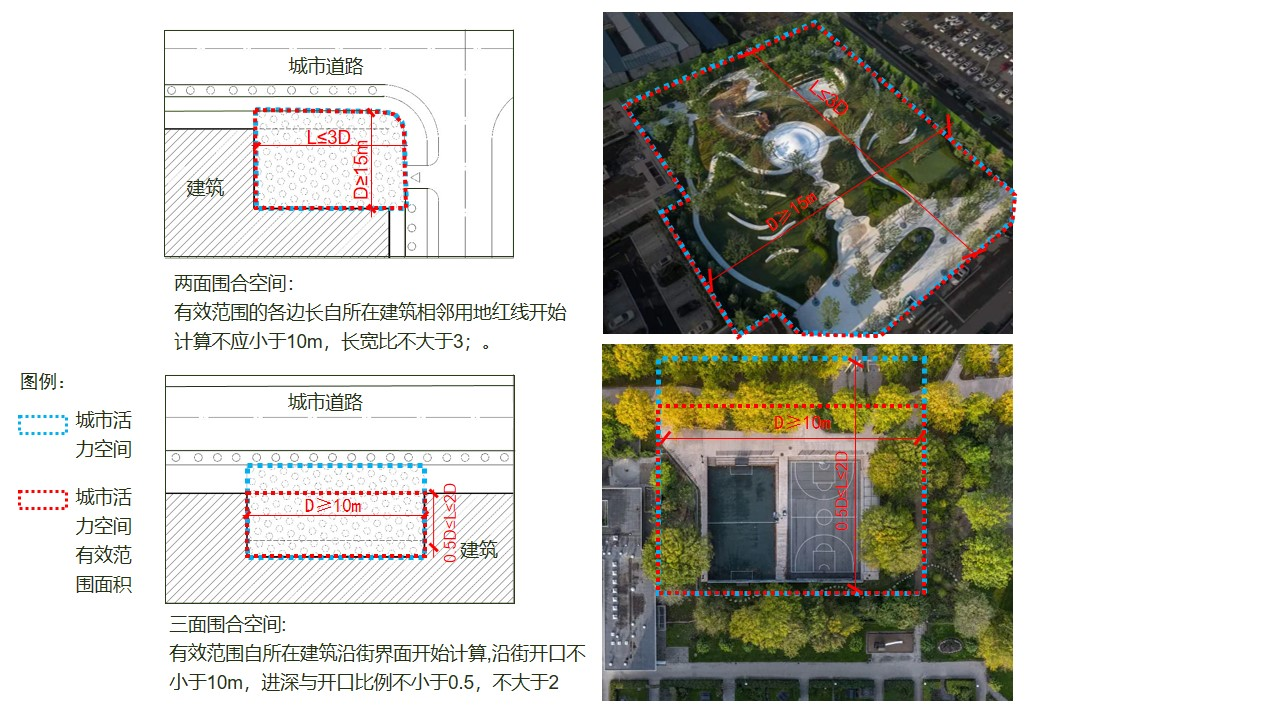 城市道路
L≤3D
D≥15m
建筑
两面围合空间：
有效范围的各边长自所在建筑相邻用地红线开始
计算不应小于10m，长宽比不大于3；。
L≤3D
D≥15m
图例：
城市活
力空间
城市活
力空间
有效范
围面积
城市道路
D≥10m
0.5D≤L≤2D
建筑
三面围合空间:
有效范围自所在建筑沿街界面开始计算,沿街开口不
小于10m，进深与开口比例不小于0.5，不大于2
D≥10m
0.5D≤L≤2D